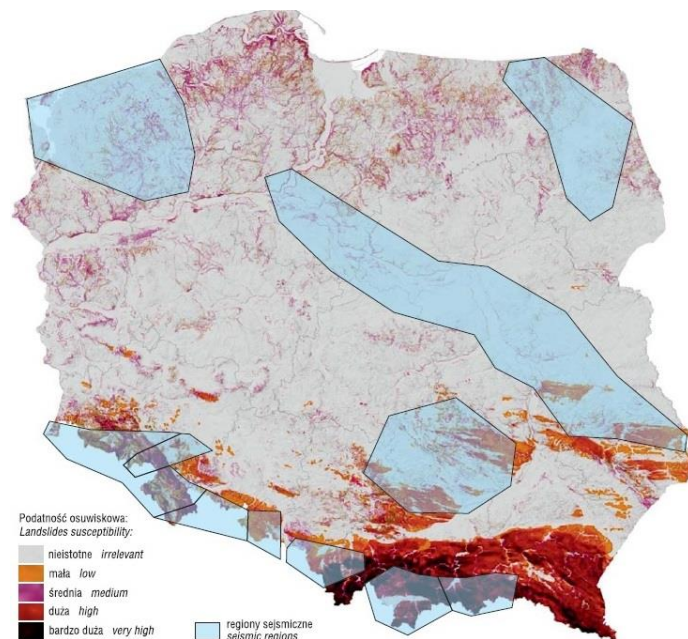 Podatność osuwiskowa:
Landslides susceptibility:
nieistotne irrelevant
mała low
średnia medium
duża high
bardzo duża very high
regiony sejsmiczne
seismic regions